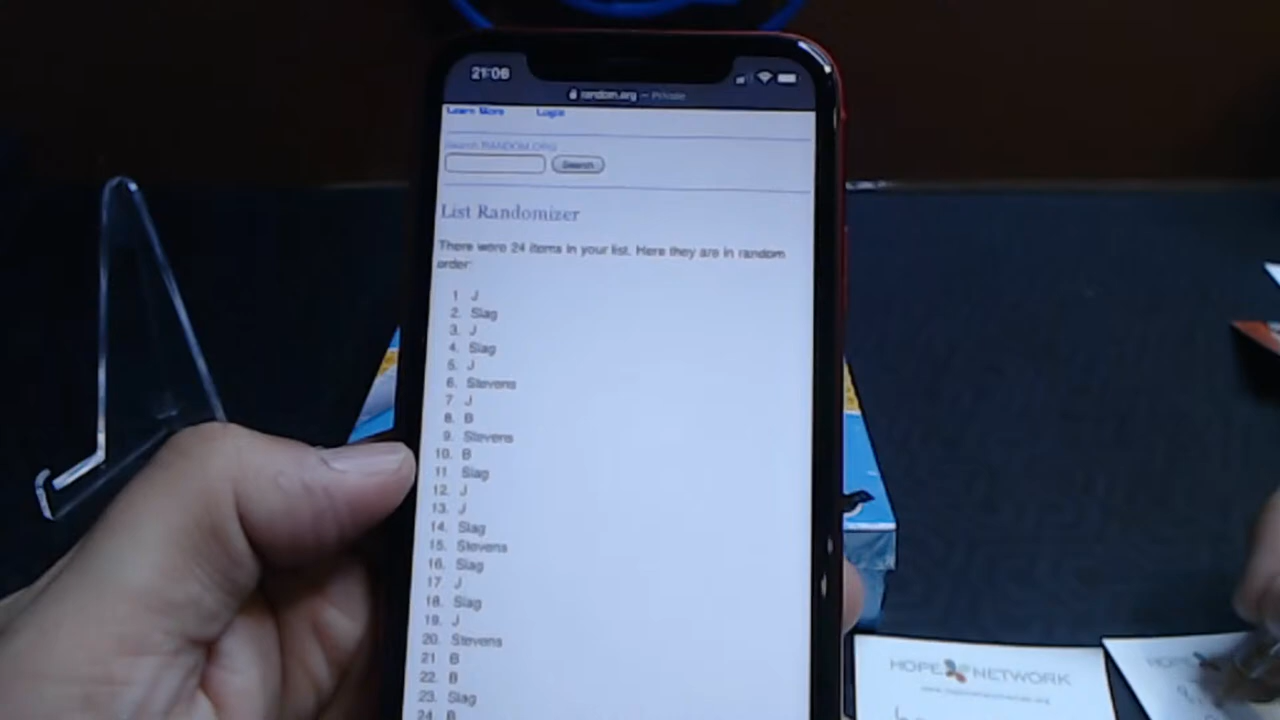 21:06
random.org — Private
Learn More Login
Search RANDOM.ORG
Search
List Randomizer
There were 24 items in your list. Here they are in random
order:
1. J
2. Slag
3. J
4. Slag
5. J
6. Stevens
7. J
8. B
9. Stevens
10. B
11. Slag
12. J
13. J
14. Slag
15. Stevens
16. Slag
17. J
18. Slag
19. J
20. Stevens
21. B
22. B
23. Slag
24. B
HOPE NETWORK
HOPE